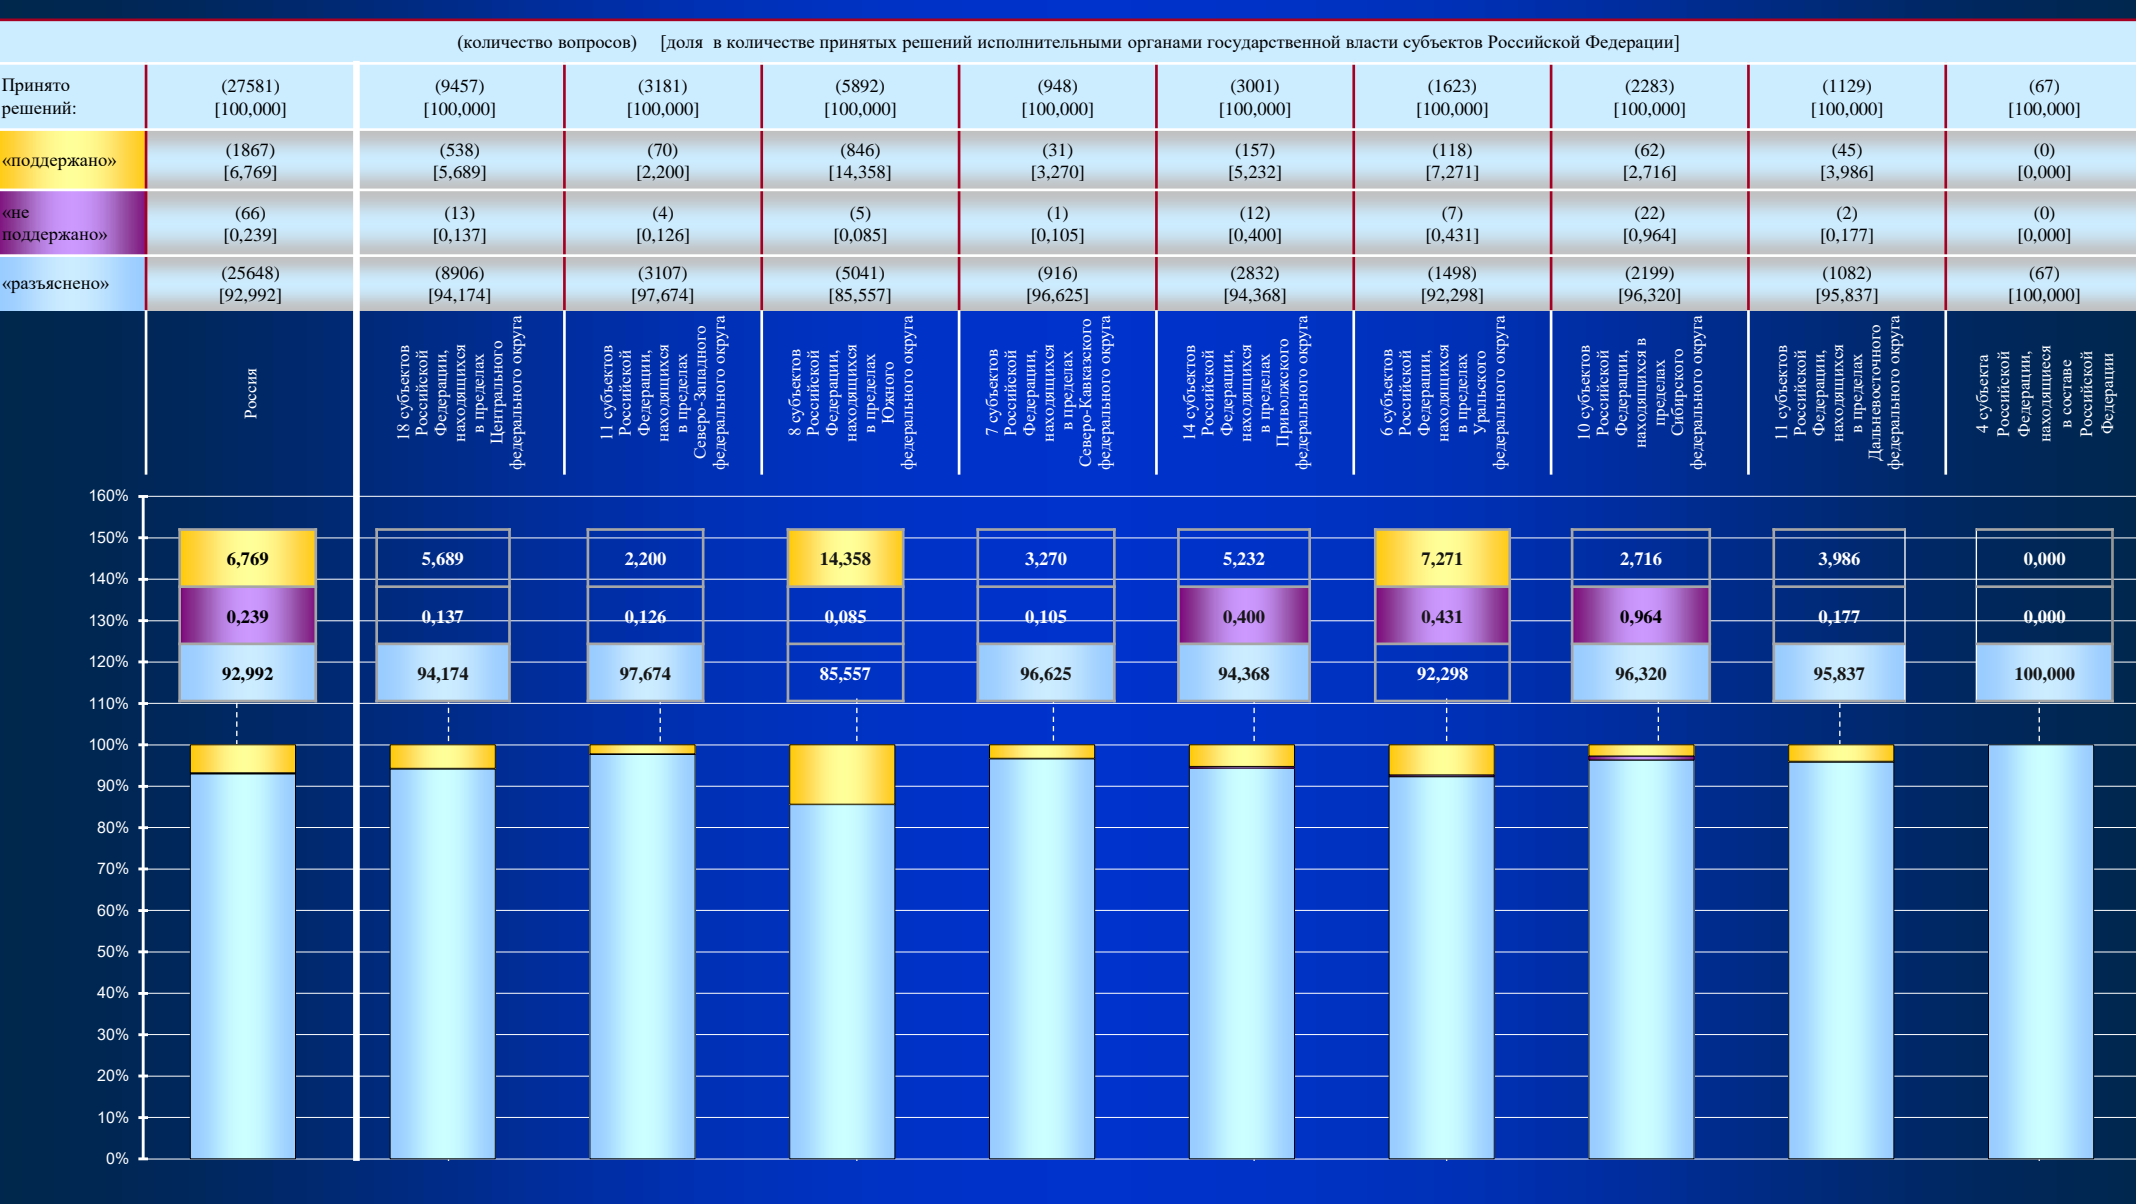 (количество вопросов) [доля в количестве принятых решений исполнительными органами государственной власти субъектов Российской Федерации]
Принято
решений:
(27581) (9457) (3181) (5892) (948) (3001) (1623) (2283) (1129) (67)
[100,000] [100,000] [100,000] [100,000] [100,000] [100,000] [100,000] [100,000] [100,000] [100,000]
«поддержано»
(1867) (538) (70) (846) (31) (157) (118) (62) (45) (0)
[6,769] [5,689] [2,200] [14,358] [3,270] [5,232] [7,271] [2,716] [3,986] [0,000]
«не
поддержано»
(66) (13) (4) (5) (1) (12) (7) (22) (2) (0)
[0,239] [0,137] [0,126] [0,085] [0,105] [0,400] [0,431] [0,964] [0,177] [0,000]
«разъяснено»
(25648) (8906) (3107) (5041) (916) (2832) (1498) (2199) (1082) (67)
[92,992] [94,174] [97,674] [85,557] [96,625] [94,368] [92,298] [96,320] [95,837] [100,000]
Россия
18 субъектов
Российской
Федерации,
находящихся
в пределах
Центрального
федерального округа
11 субъектов
Российской
Федерации,
находящихся
в пределах
Северо-Западного
федерального округа
8 субъектов
Российской
Федерации,
находящихся
в пределах
Южного
федерального округа
7 субъектов
Российской
Федерации,
находящихся
в пределах
Северо-Кавказского
федерального округа
14 субъектов
Российской
Федерации,
находящихся
в пределах
Приволжского
федерального округа
6 субъектов
Российской
Федерации,
находящихся
в пределах
Уральского
федерального округа
10 субъектов
Российской
Федерации,
находящихся в
пределах
Сибирского
федерального округа
11 субъектов
Российской
Федерации,
находящихся
в пределах
Дальневосточного
федерального округа
4 субъекта
Российской
Федерации,
находящиеся
в составе
Российской
Федерации
160%
150%
6,769 5,689 2,200 14,358 3,270 5,232 7,271 2,716 3,986 0,000
140%
130%
0,239 0,137 0,126 0,085 0,105 0,400 0,431 0,964 0,177 0,000
120%
92,992 94,174 97,674 85,557 96,625 94,368 92,298 96,320 95,837 100,000
110%
100%
90%
80%
70%
60%
50%
40%
30%
20%
10%
0%